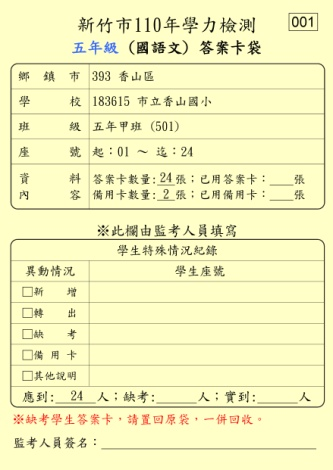 新竹市110年學力檢測
001
五年級 (國語文) 答案卡袋
鄉鎮市 393 香山區
學校 183615 市立香山國小
班級 五年甲班 (501)
座號 起：01 ～ 迄：24
資料內容 答案卡數量：24張；已用答案卡：____張
備用卡數量：2張；已用備用卡：____張
※此欄由監考人員填寫
學生特殊情況紀錄
異動情況 學生座號
□新增
□轉出
□缺考
□備用卡
□其他說明
應到：24人；缺考：______人；實到：______人
※缺考學生答案卡，請置回原袋，一併回收。
監考人員簽名：____________________